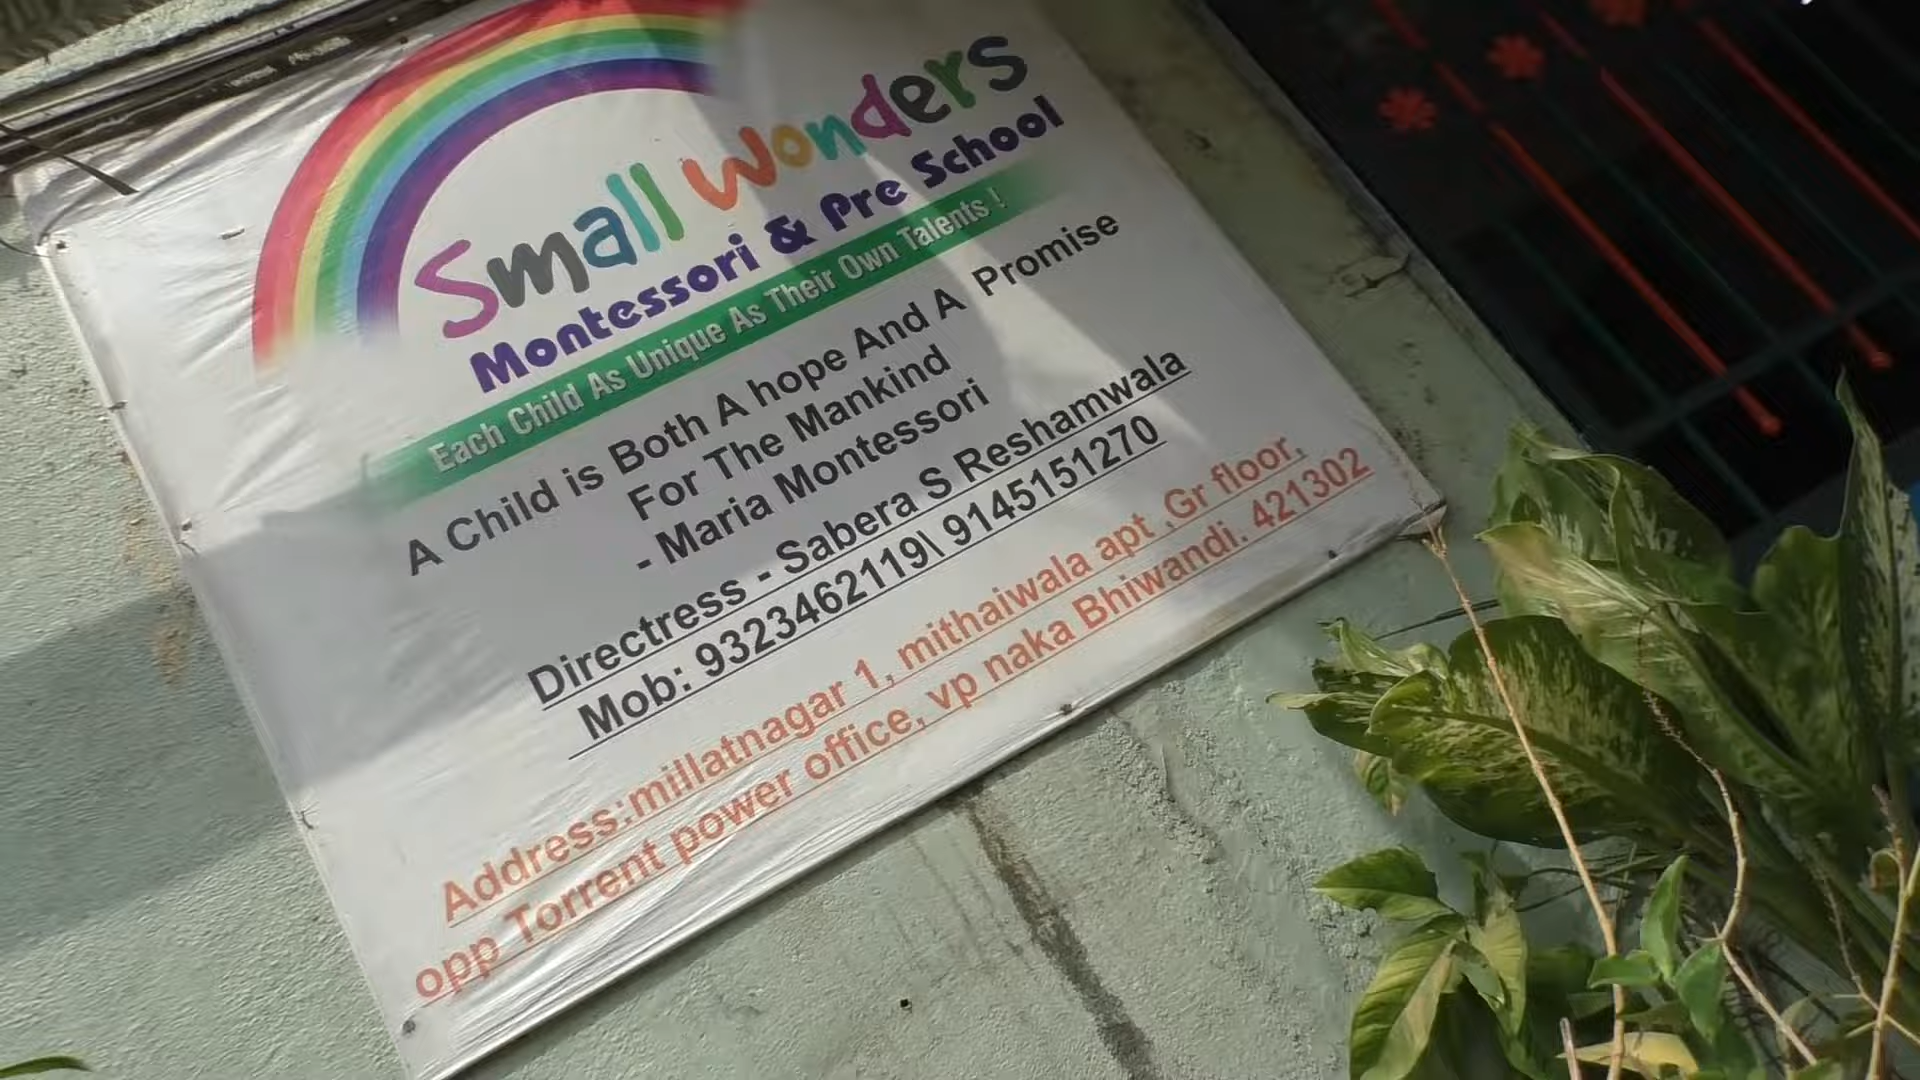 Small Wonders
Montessori & Pre School
Each Child As Unique As Their Own Talents !
A Child is Both A hope And A Promise
For The Mankind
- Maria Montessori
Directress - Sabera S Reshamwala
Mob: 9323462119\ 9145151270
Address:millatnagar 1, mithaiwala apt ,Gr floor,
opp Torrent power office, vp naka Bhiwandi. 421302